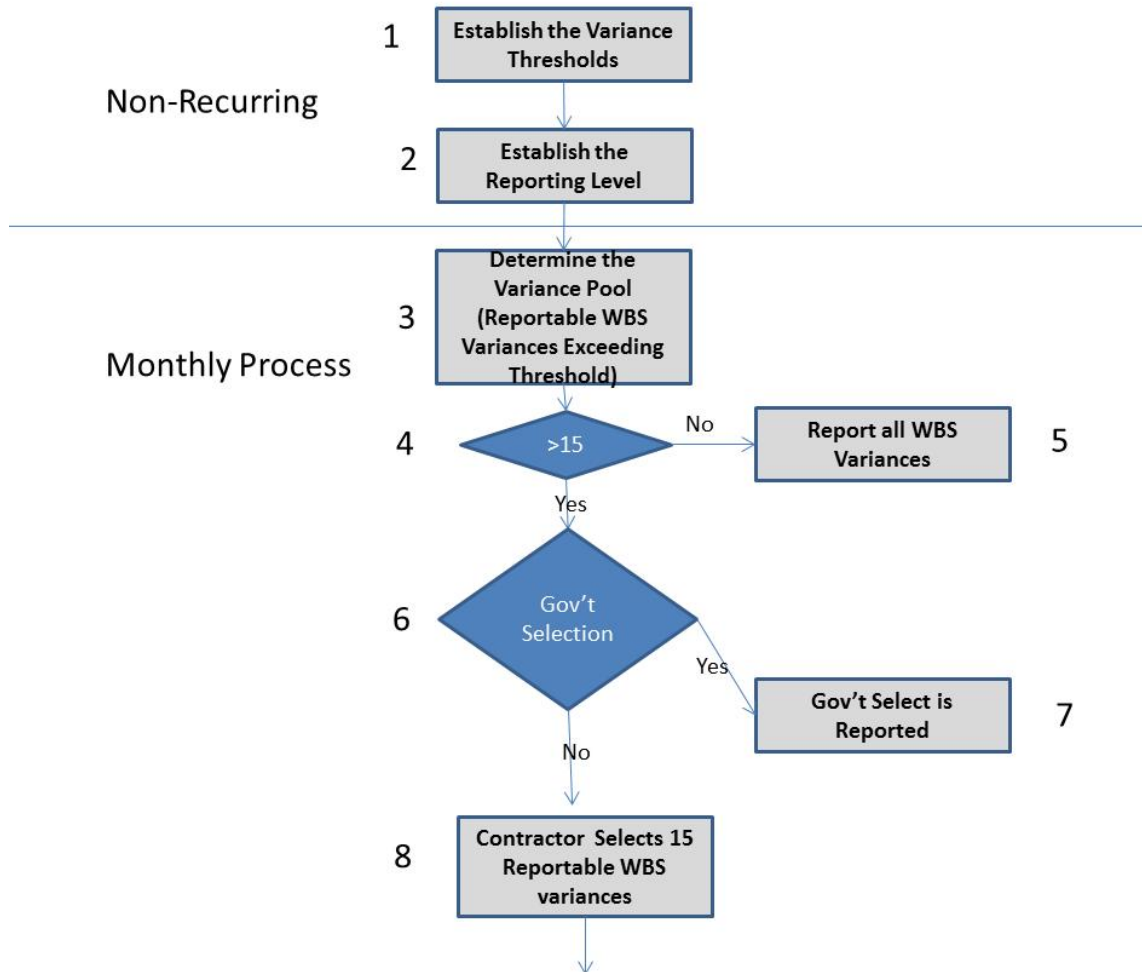 1
Establish the Variance
Thresholds
Non-Recurring
2
Establish the
Reporting Level
Determine the
Variance Pool
(Reportable WBS
Variances Exceeding
Threshold)
3
Monthly Process
4
>15
No
Report all WBS
Variances
5
Yes
6
Gov’t
Selection
Yes
Gov’t Select is
Reported
7
No
8
Contractor Selects 15
Reportable WBS
variances